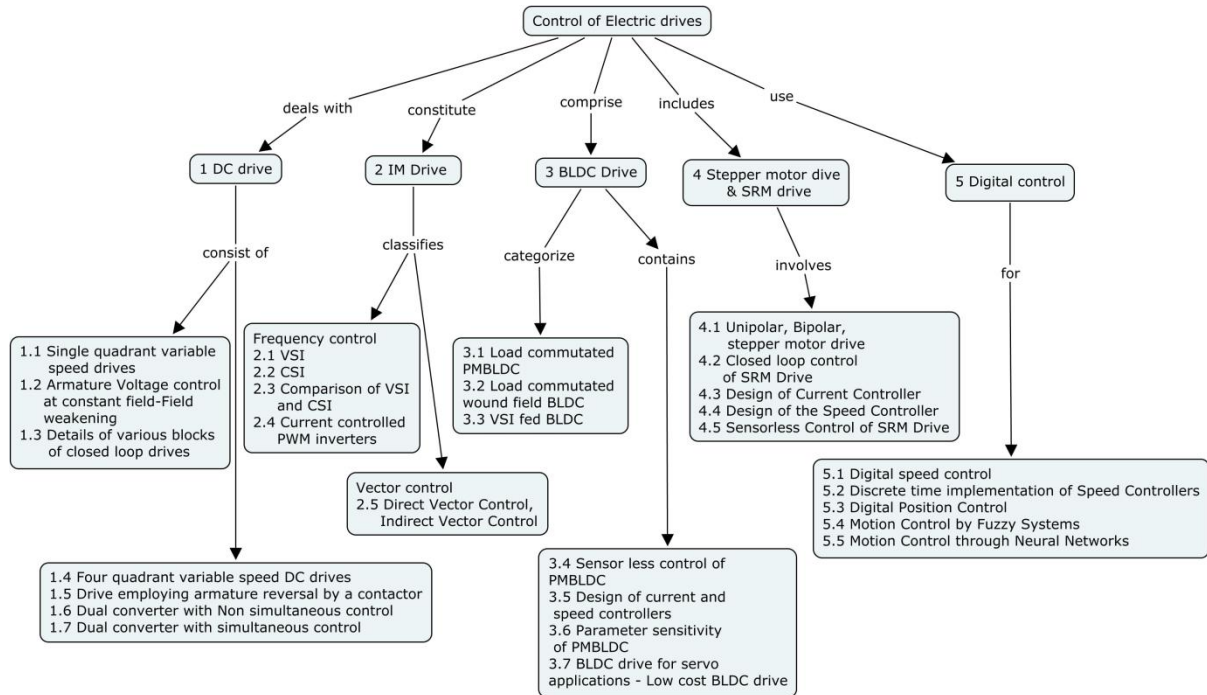 Control of Electric drives
deals with
constitute
comprise
includes
use
1 DC drive
2 IM Drive
3 BLDC Drive
4 Stepper motor dive
& SRM drive
5 Digital control
consist of
classifies
categorize
contains
involves
for
1.1 Single quadrant variable
speed drives
1.2 Armature Voltage control
at constant field-Field
weakening
1.3 Details of various blocks
of closed loop drives
Frequency control
2.1 VSI
2.2 CSI
2.3 Comparison of VSI
and CSI
2.4 Current controlled
PWM inverters
3.1 Load commutated
PMBLDC
3.2 Load commutated
wound field BLDC
3.3 VSI fed BLDC
4.1 Unipolar, Bipolar,
stepper motor drive
4.2 Closed loop control
of SRM Drive
4.3 Design of Current Controller
4.4 Design of the Speed Controller
4.5 Sensorless Control of SRM Drive
Vector control
2.5 Direct Vector Control,
Indirect Vector Control
5.1 Digital speed control
5.2 Discrete time implementation of Speed Controllers
5.3 Digital Position Control
5.4 Motion Control by Fuzzy Systems
5.5 Motion Control through Neural Networks
1.4 Four quadrant variable speed DC drives
1.5 Drive employing armature reversal by a contactor
1.6 Dual converter with Non simultaneous control
1.7 Dual converter with simultaneous control
3.4 Sensor less control of
PMBLDC
3.5 Design of current and
speed controllers
3.6 Parameter sensitivity
of PMBLDC
3.7 BLDC drive for servo
applications - Low cost BLDC drive